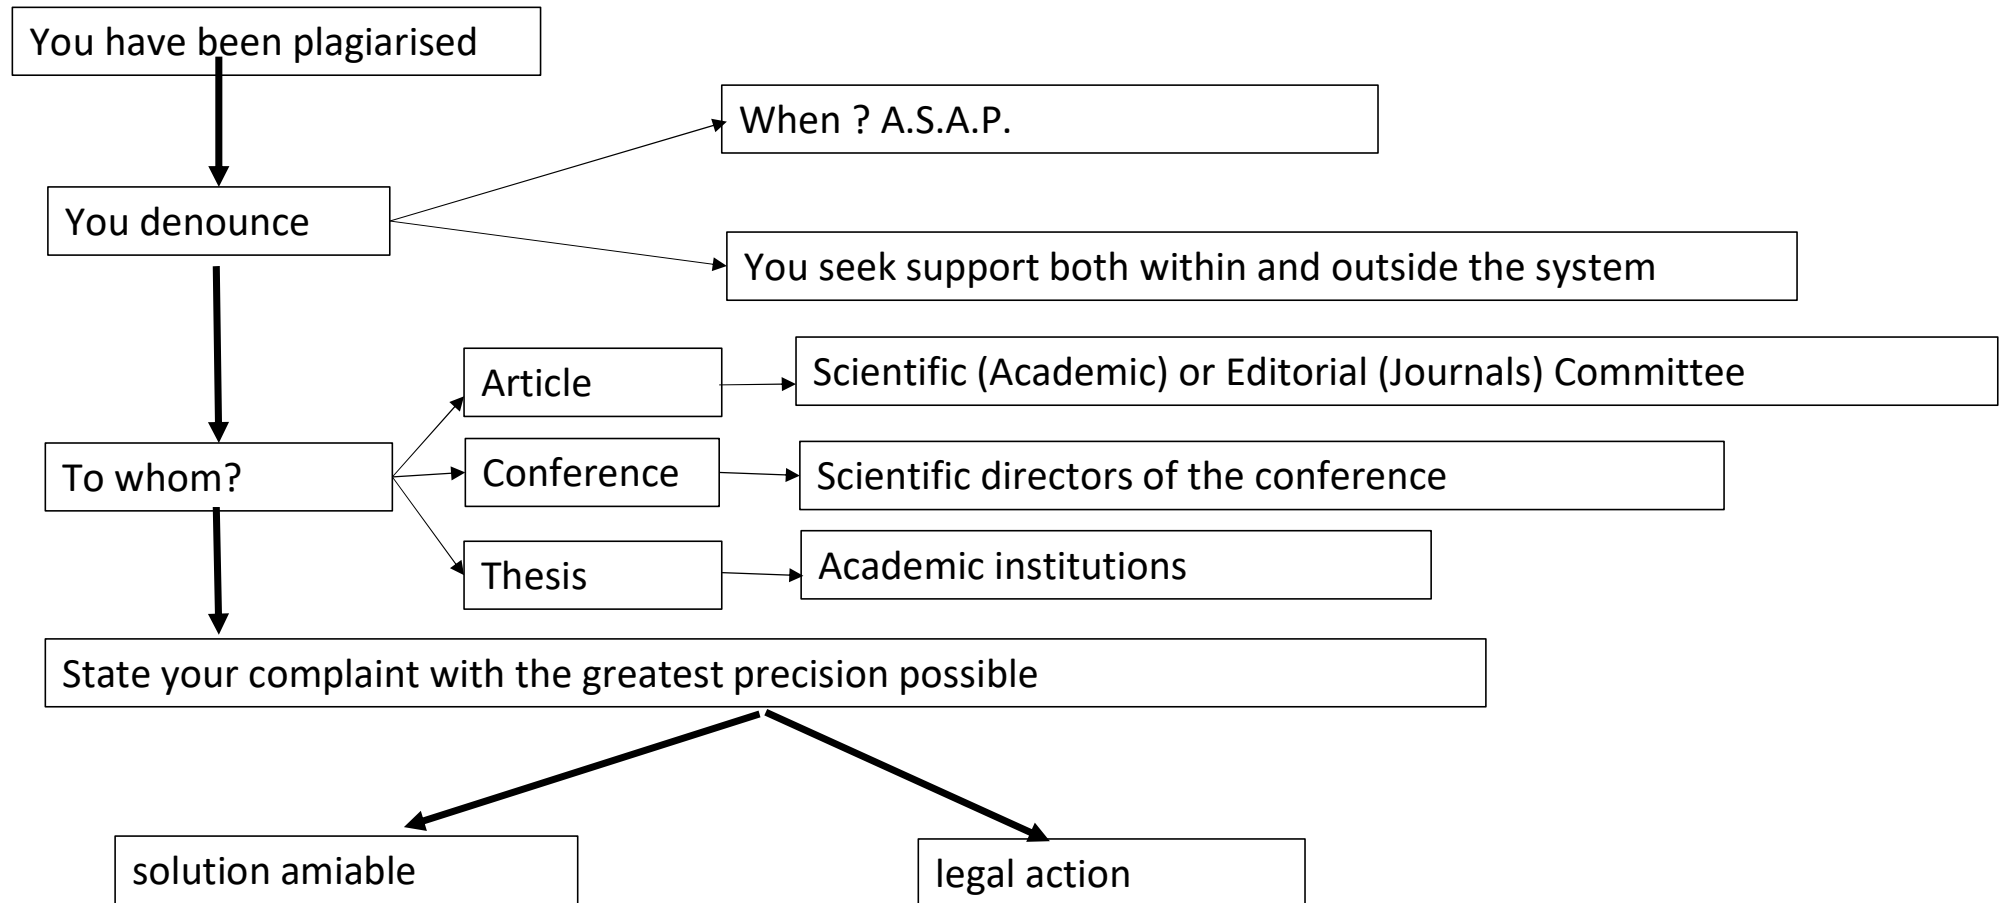 You have been plagiarised
When ? A.S.A.P.
You denounce
You seek support both within and outside the system
Article
Scientific (Academic) or Editorial (Journals) Committee
To whom?
Conference
Scientific directors of the conference
Thesis
Academic institutions
State your complaint with the greatest precision possible
solution amiable
legal action